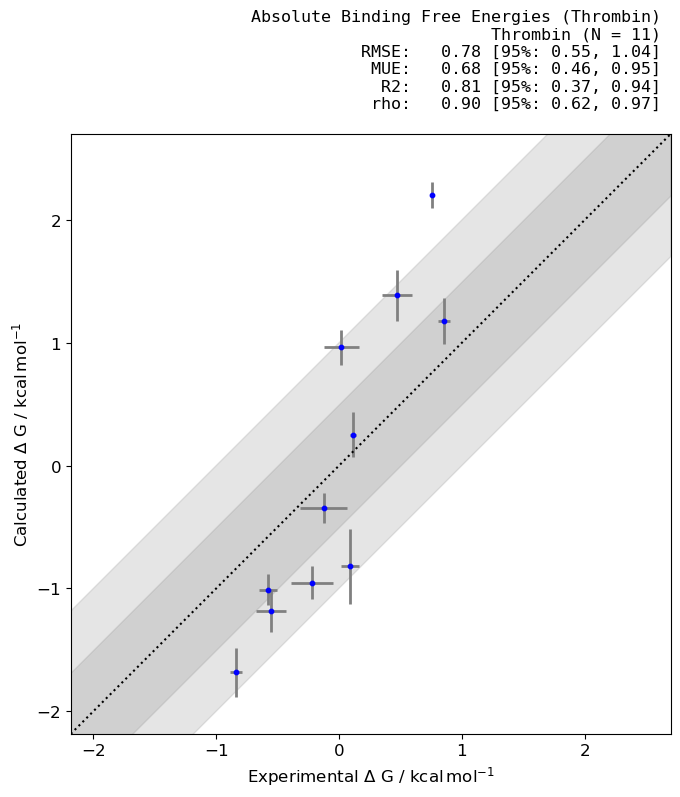 Absolute Binding Free Energies (Thrombin)
Thrombin (N = 11)
RMSE: 0.78 [95%: 0.55, 1.04]
MUE: 0.68 [95%: 0.46, 0.95]
R2: 0.81 [95%: 0.37, 0.94]
rho: 0.90 [95%: 0.62, 0.97]
Calculated Δ G / kcal mol⁻¹
2
1
0
−1
−2
−2 −1 0 1 2
Experimental Δ G / kcal mol⁻¹